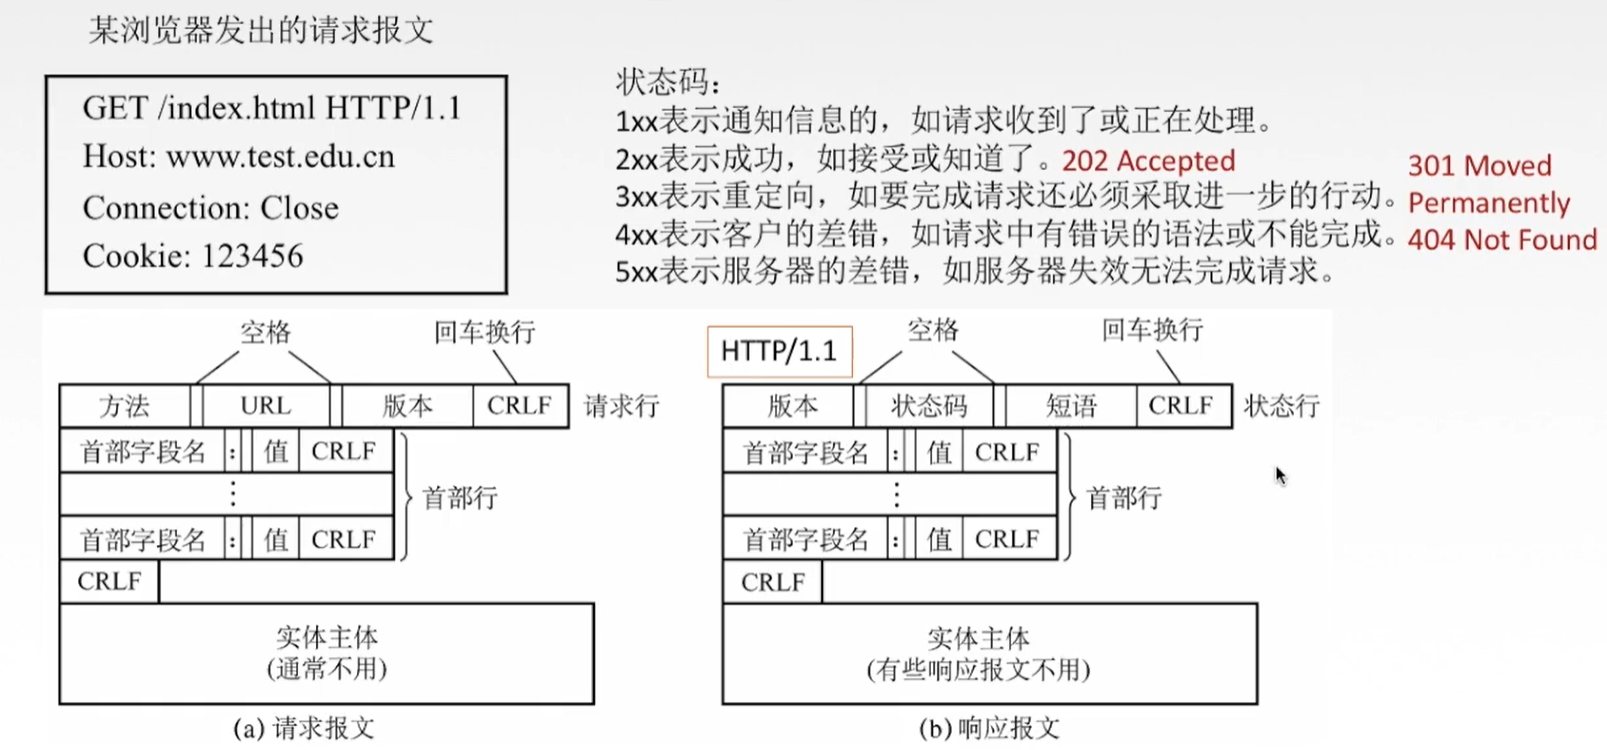 某浏览器发出的请求报文
GET /index.html HTTP/1.1
Host: www.test.edu.cn
Connection: Close
Cookie: 123456
状态码：
1xx表示通知信息的，如请求收到了或正在处理。
2xx表示成功，如接受或知道了。202 Accepted
3xx表示重定向，如要完成请求还必须采取进一步的行动。301 Moved Permanently
4xx表示客户的差错，如请求中有错误的语法或不能完成。404 Not Found
5xx表示服务器的差错，如服务器失效无法完成请求。
空格 回车换行
方法 URL 版本 CRLF 请求行
首部字段名 : 值 CRLF
⋮ 首部行
首部字段名 : 值 CRLF
CRLF
实体主体
(通常不用)
(a) 请求报文
HTTP/1.1 空格 回车换行
版本 状态码 短语 CRLF 状态行
首部字段名 : 值 CRLF
⋮ 首部行
首部字段名 : 值 CRLF
CRLF
实体主体
(有些响应报文不用)
(b) 响应报文